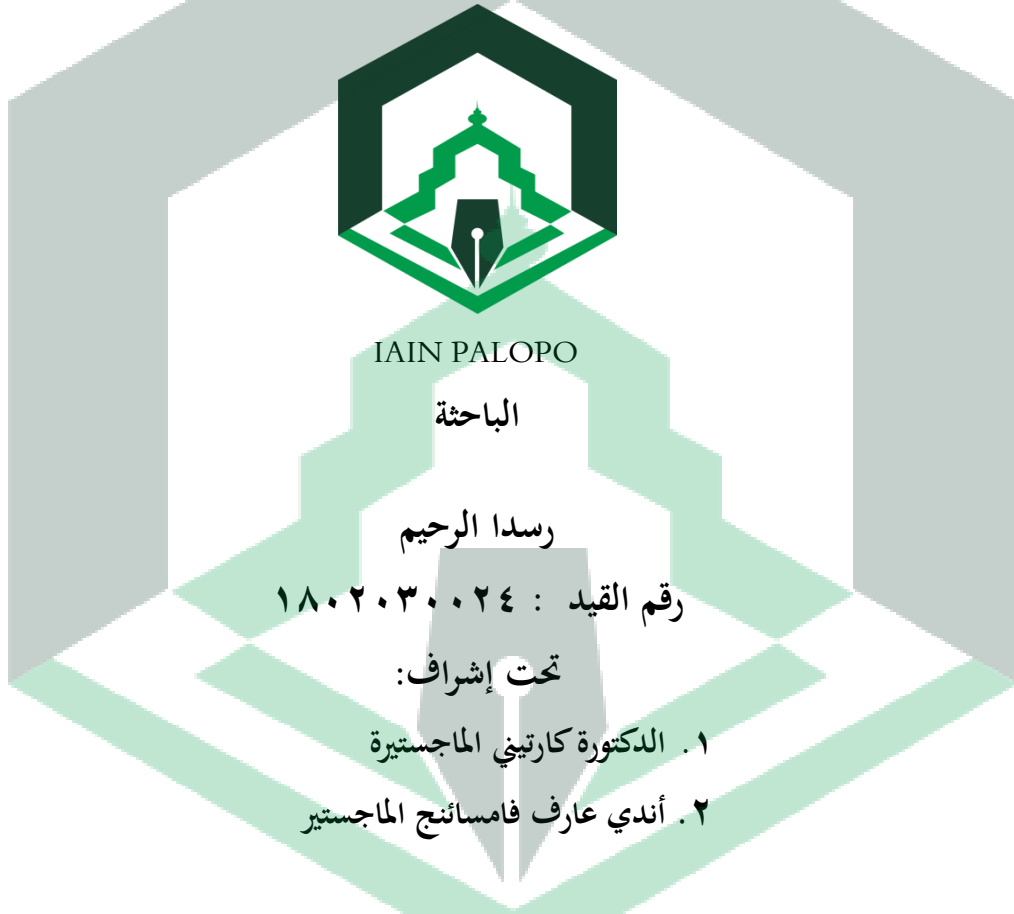 IAIN PALOPO
الباحثة
رسدا الرحيم
رقم القيد : ١٨٠٢٠٣٠٠٢٤
تحت إشراف:
١. الدكتورة كارتيني الماجستيرة
٢. أندي عارف فامسائنج الماجستير